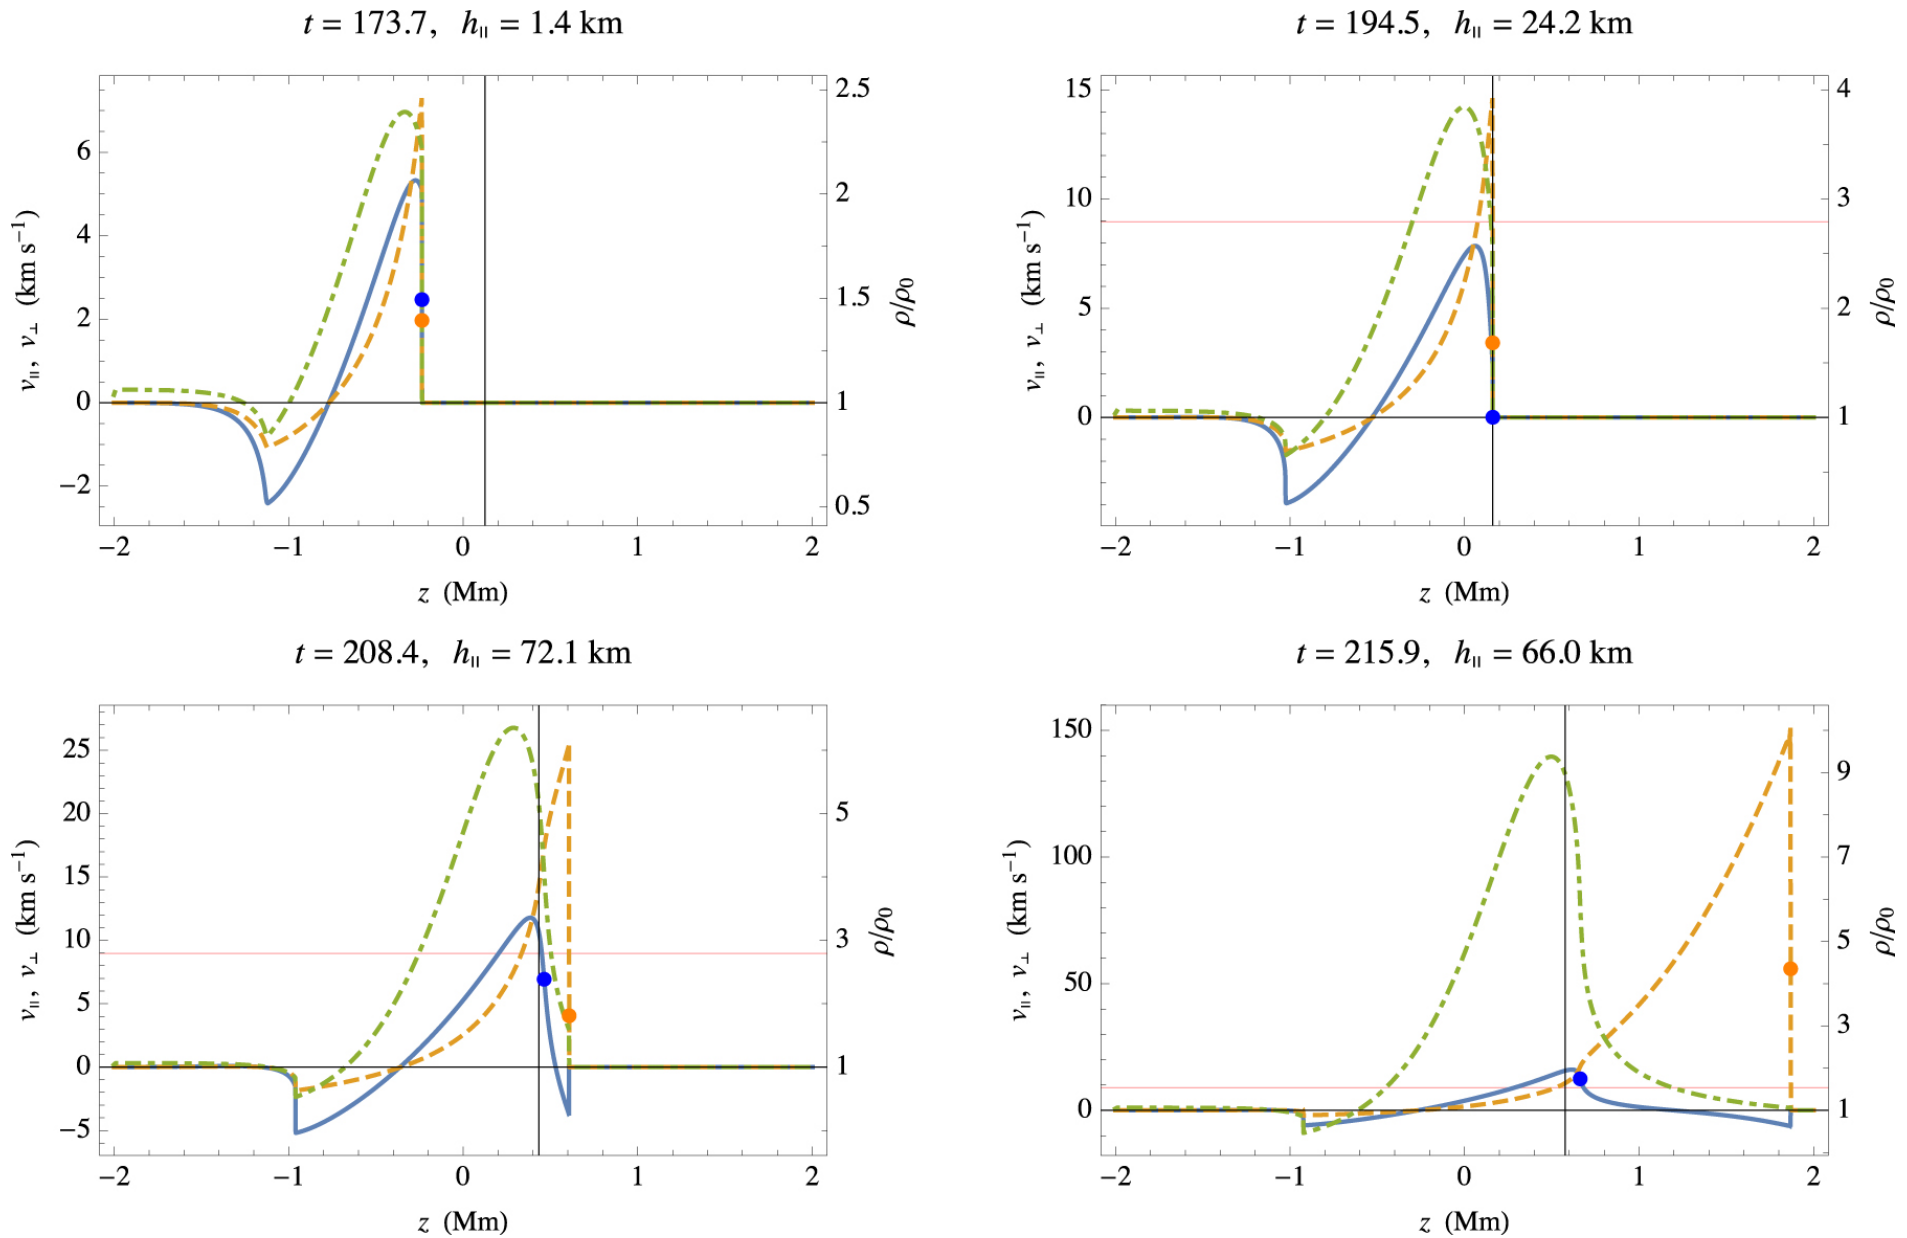 t = 173.7, h∥ = 1.4 km
v∥, v⊥ (km s⁻¹)
6
4
2
0
−2
2.5
2
1.5
1
0.5
ρ/ρ₀
−2 −1 0 1 2
z (Mm)
t = 194.5, h∥ = 24.2 km
v∥, v⊥ (km s⁻¹)
15
10
5
0
4
3
2
1
ρ/ρ₀
−2 −1 0 1 2
z (Mm)
t = 208.4, h∥ = 72.1 km
v∥, v⊥ (km s⁻¹)
25
20
15
10
5
0
−5
5
3
1
ρ/ρ₀
−2 −1 0 1 2
z (Mm)
t = 215.9, h∥ = 66.0 km
v∥, v⊥ (km s⁻¹)
150
100
50
0
9
7
5
3
1
ρ/ρ₀
−2 −1 0 1 2
z (Mm)